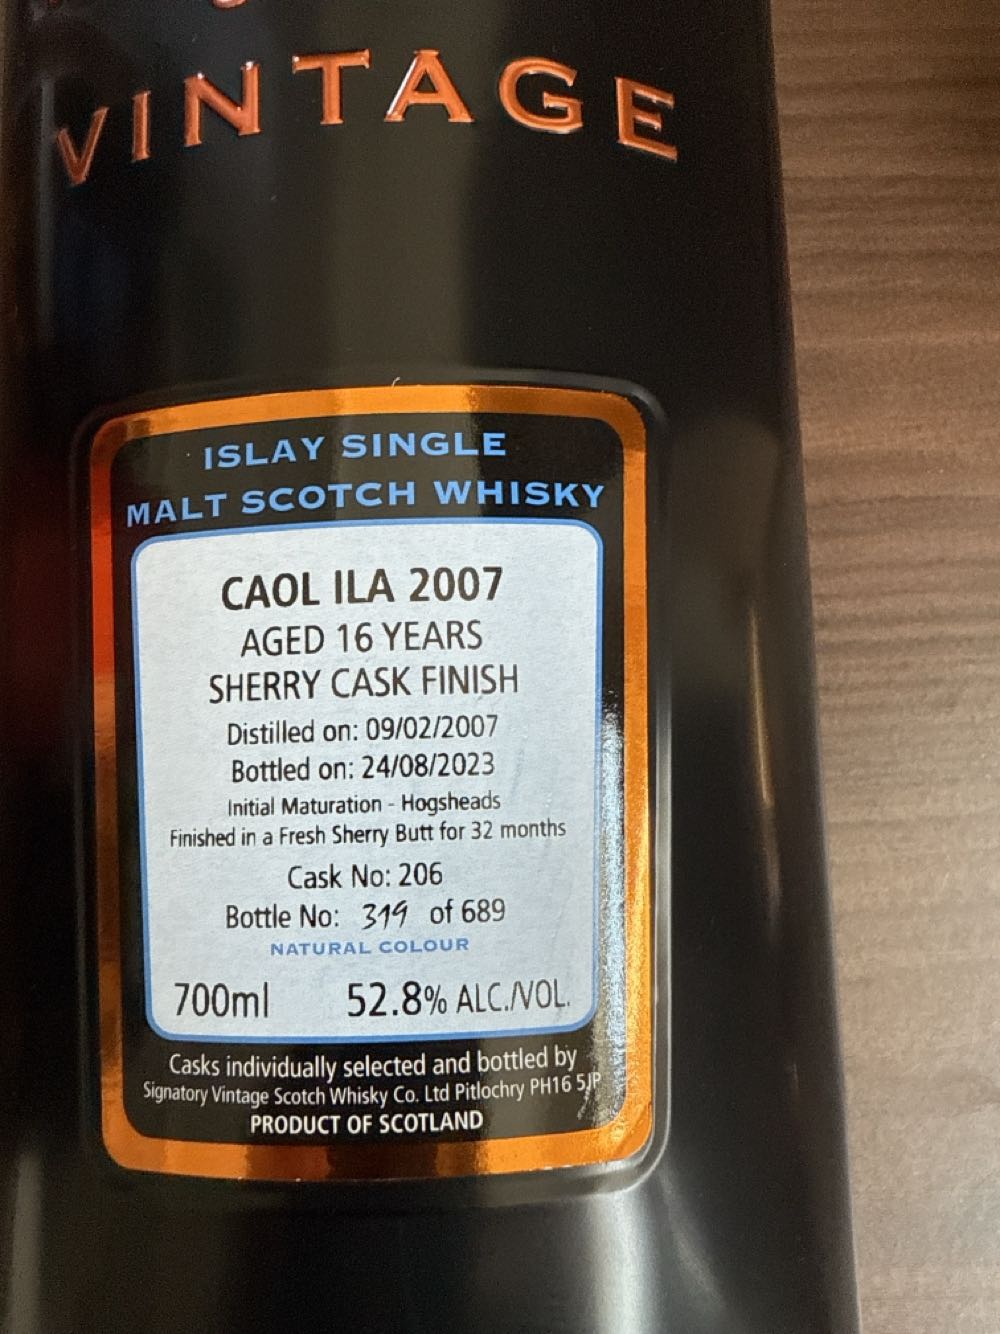 VINTAGE
ISLAY SINGLE
MALT SCOTCH WHISKY
CAOL ILA 2007
AGED 16 YEARS
SHERRY CASK FINISH
Distilled on: 09/02/2007
Bottled on: 24/08/2023
Initial Maturation - Hogsheads
Finished in a Fresh Sherry Butt for 32 months
Cask No: 206
Bottle No: 319 of 689
NATURAL COLOUR
700ml 52.8% ALC./VOL.
Casks individually selected and bottled by
Signatory Vintage Scotch Whisky Co. Ltd Pitlochry PH16 5JP
PRODUCT OF SCOTLAND